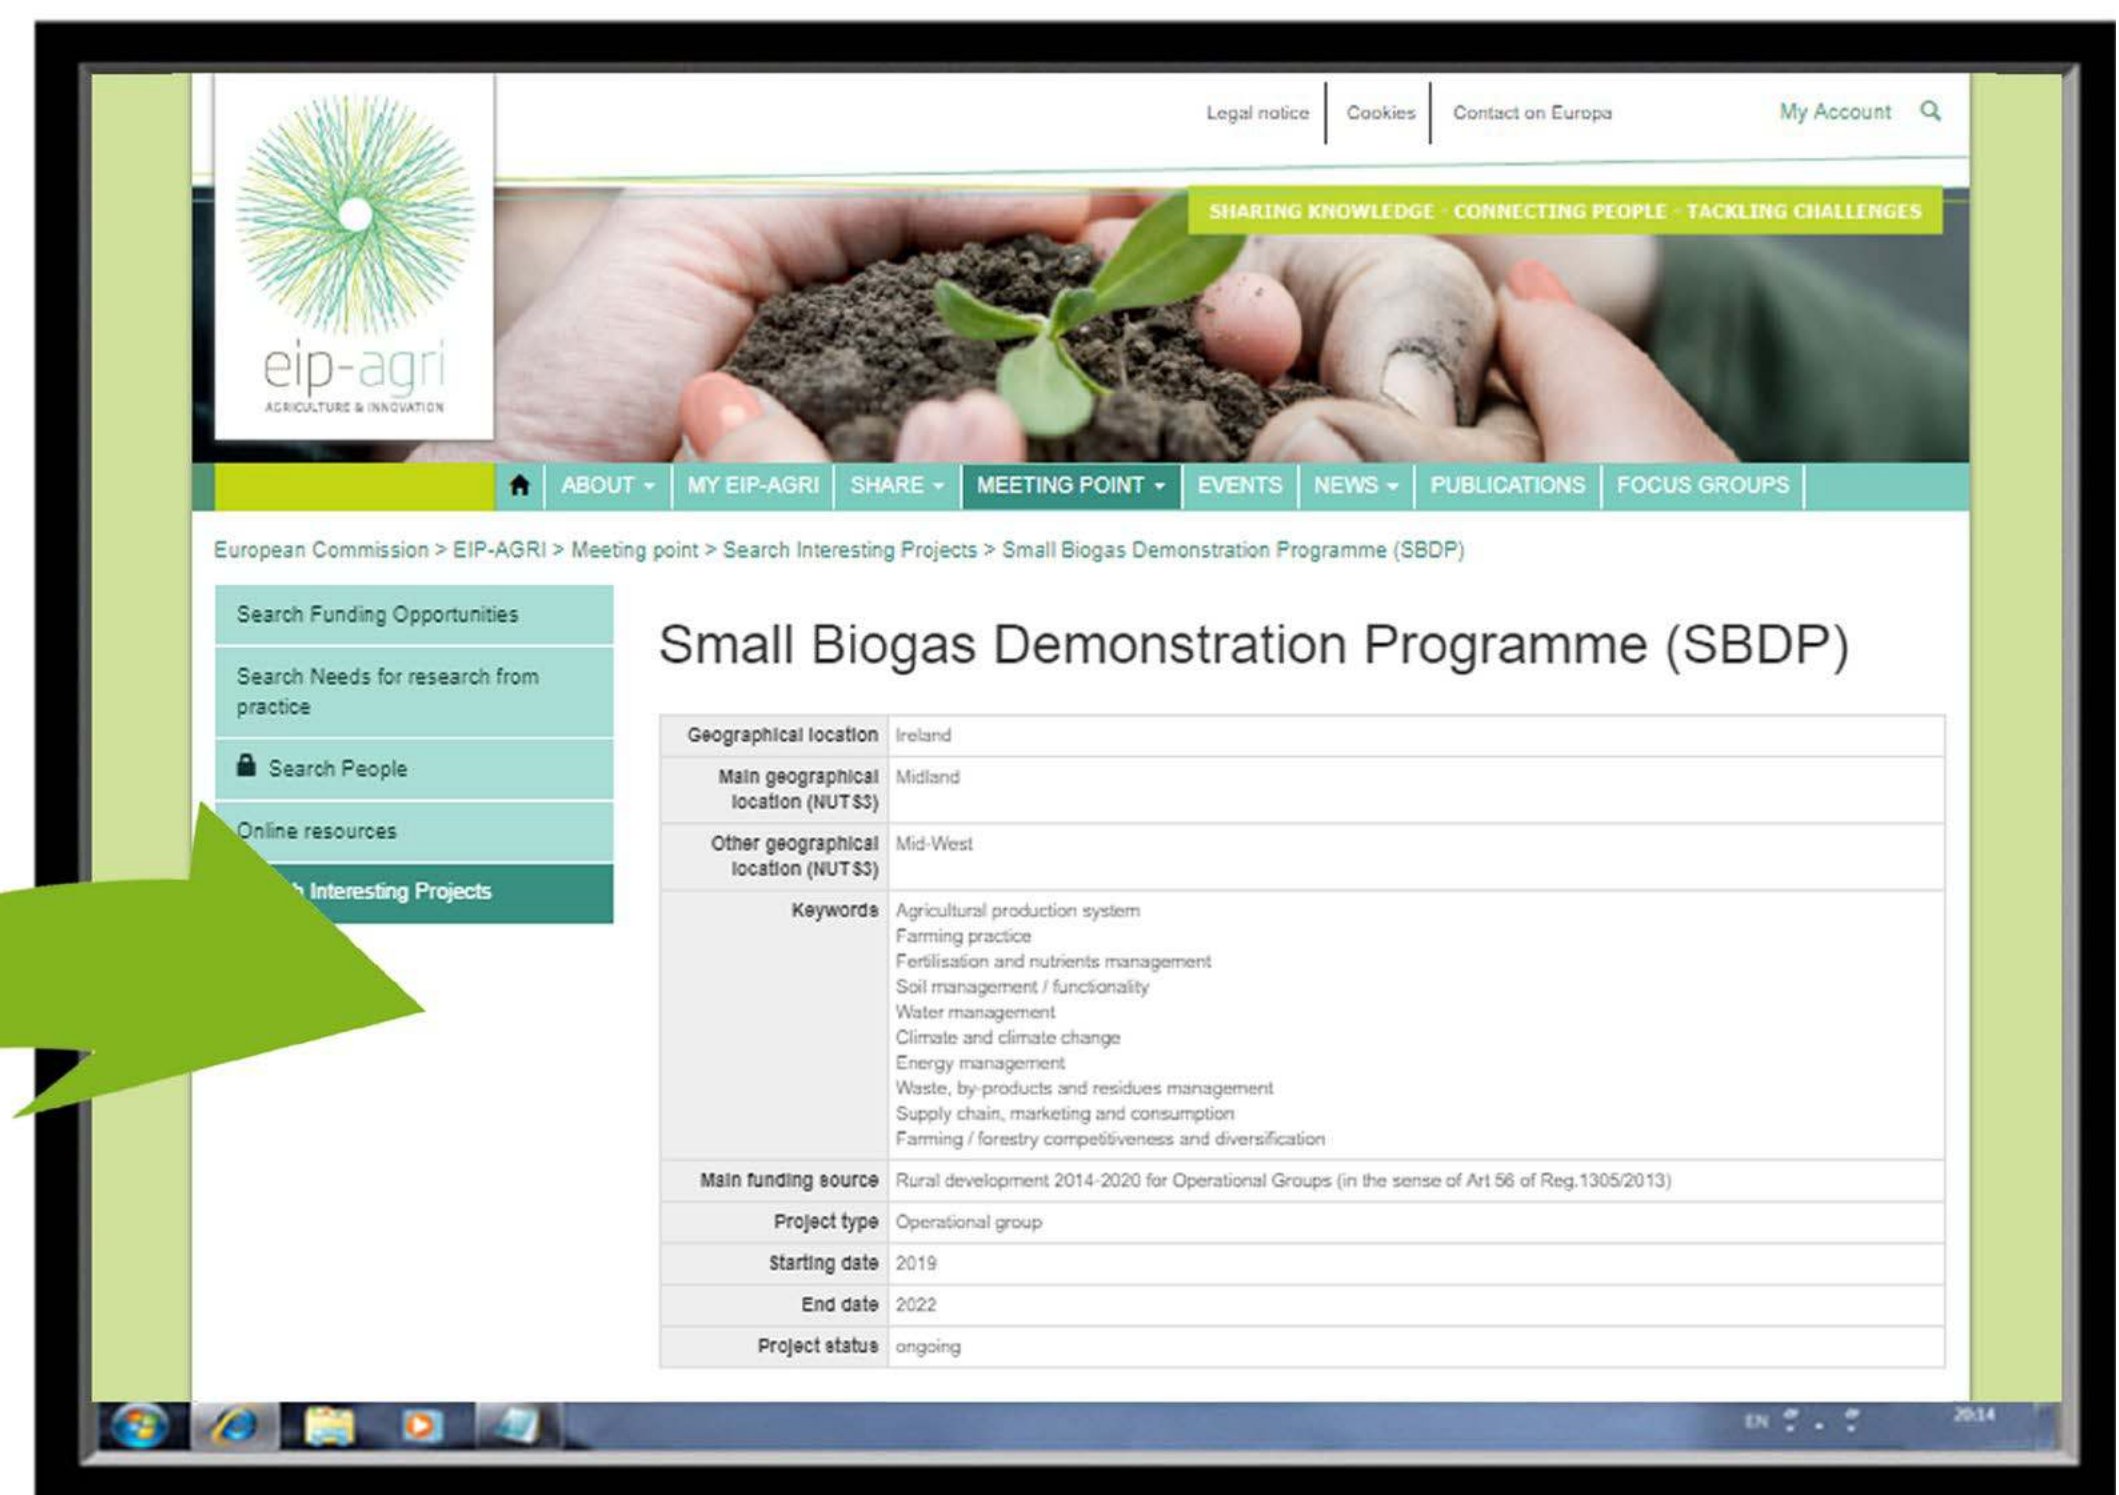 Legal notice
Cookies
Contact on Europa
My Account
SHARING KNOWLEDGE - CONNECTING PEOPLE - TACKLING CHALLENGES
eip-agri
AGRICULTURE & INNOVATION
ABOUT
MY EIP-AGRI
SHARE
MEETING POINT
EVENTS
NEWS
PUBLICATIONS
FOCUS GROUPS
European Commission > EIP-AGRI > Meeting point > Search Interesting Projects > Small Biogas Demonstration Programme (SBDP)
Search Funding Opportunities
Search Needs for research from
practice
Search People
Online resources
Interesting Projects
Small Biogas Demonstration Programme (SBDP)
Geographical location Ireland
Main geographical Midland
location (NUTS3)
Other geographical Mid-West
location (NUTS3)
Keywords Agricultural production system
Farming practice
Fertilisation and nutrients management
Soil management / functionality
Water management
Climate and climate change
Energy management
Waste, by-products and residues management
Supply chain, marketing and consumption
Farming / forestry competitiveness and diversification
Main funding source Rural development 2014-2020 for Operational Groups (in the sense of Art 56 of Reg.1305/2013)
Project type Operational group
Starting date 2019
End date 2022
Project status ongoing
EN
20:14